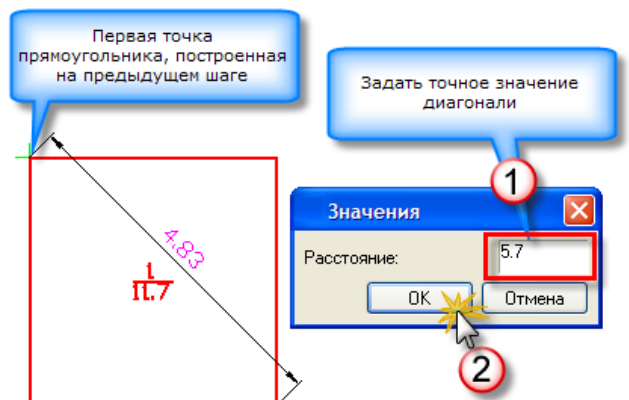 Первая точка
прямоугольника, построенная
на предыдущем шаге
Задать точное значение
диагонали
1
Значения
Расстояние:
5.7
OK
Отмена
2
4.83
1
11.7